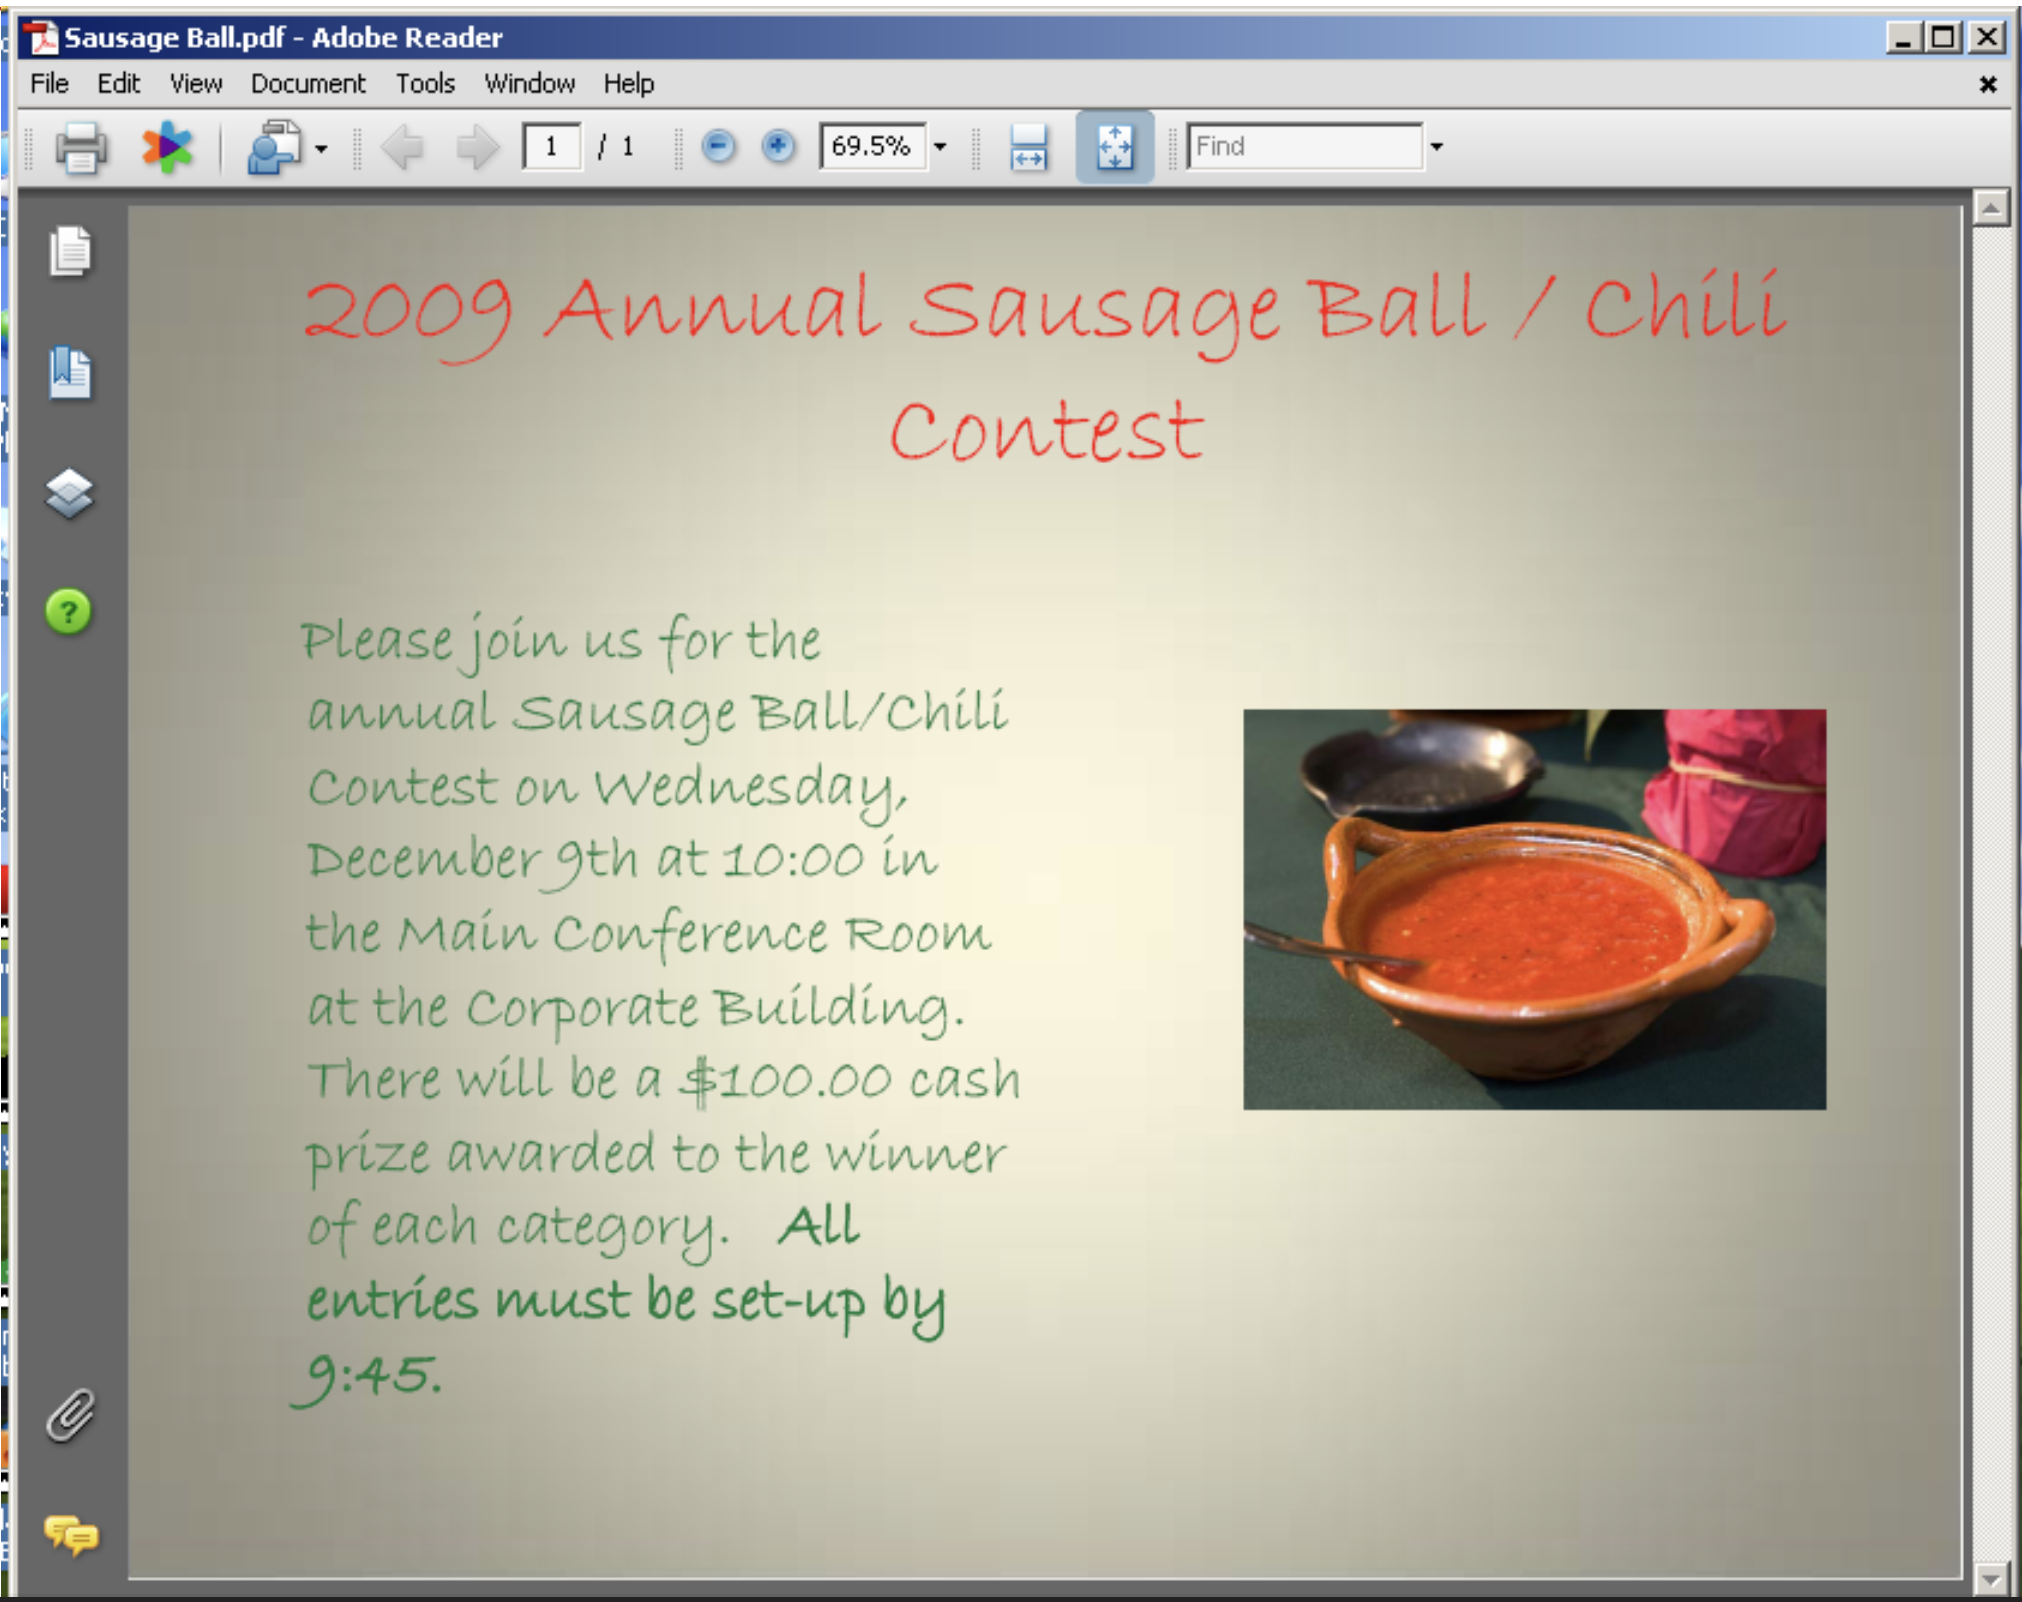 Sausage Ball.pdf - Adobe Reader
File Edit View Document Tools Window Help
1 / 1 69.5% Find
2009 Annual Sausage Ball / Chili
Contest
Please join us for the
annual Sausage Ball/Chili
Contest on Wednesday,
December 9th at 10:00 in
the Main Conference Room
at the Corporate Building.
There will be a $100.00 cash
prize awarded to the winner
of each category. All
entries must be set-up by
9:45.